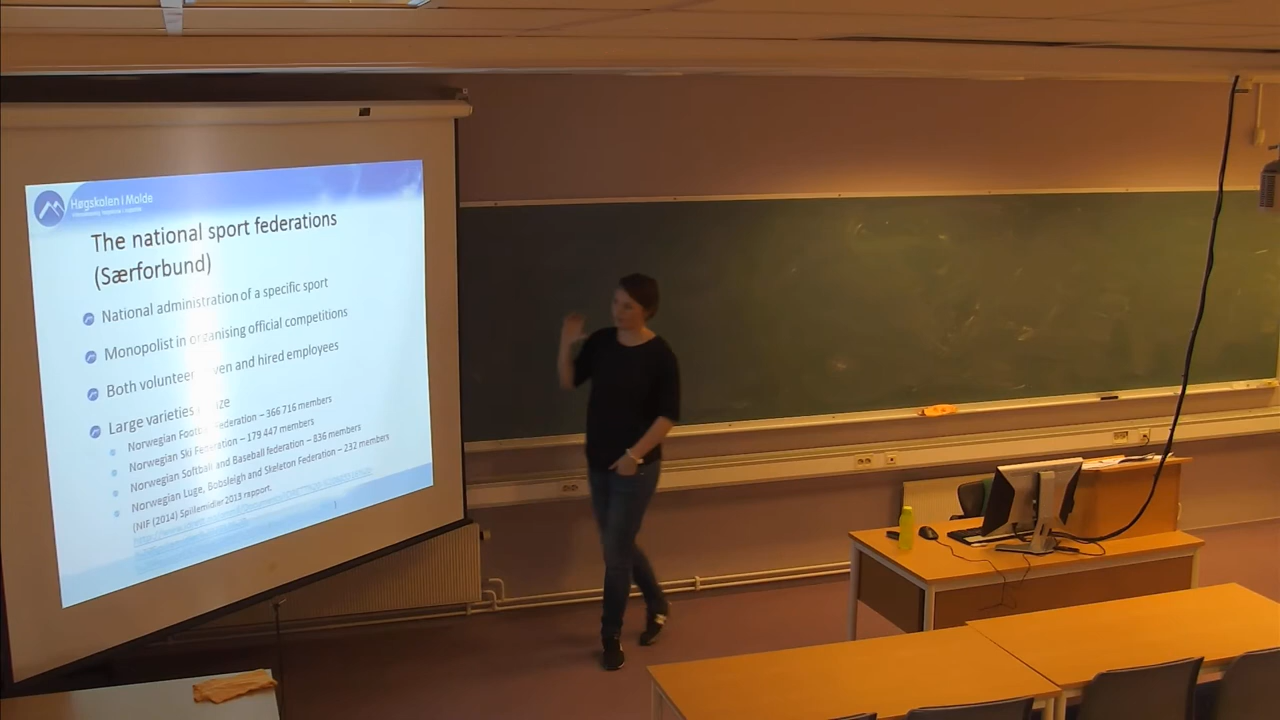 Høgskolen i Molde
The national sport federations
(Særforbund)
National administration of a specific sport
Monopolist in organising official competitions
Both volunteer driven and hired employees
Large varieties size
Norwegian Football Federation – 366 716 members
Norwegian Ski Federation – 179 447 members
Norwegian Softball and Baseball federation – 836 members
Norwegian Luge, Bobsleigh and Skeleton Federation – 232 members
(NIF (2014) Spillemidler 2013 rapport.